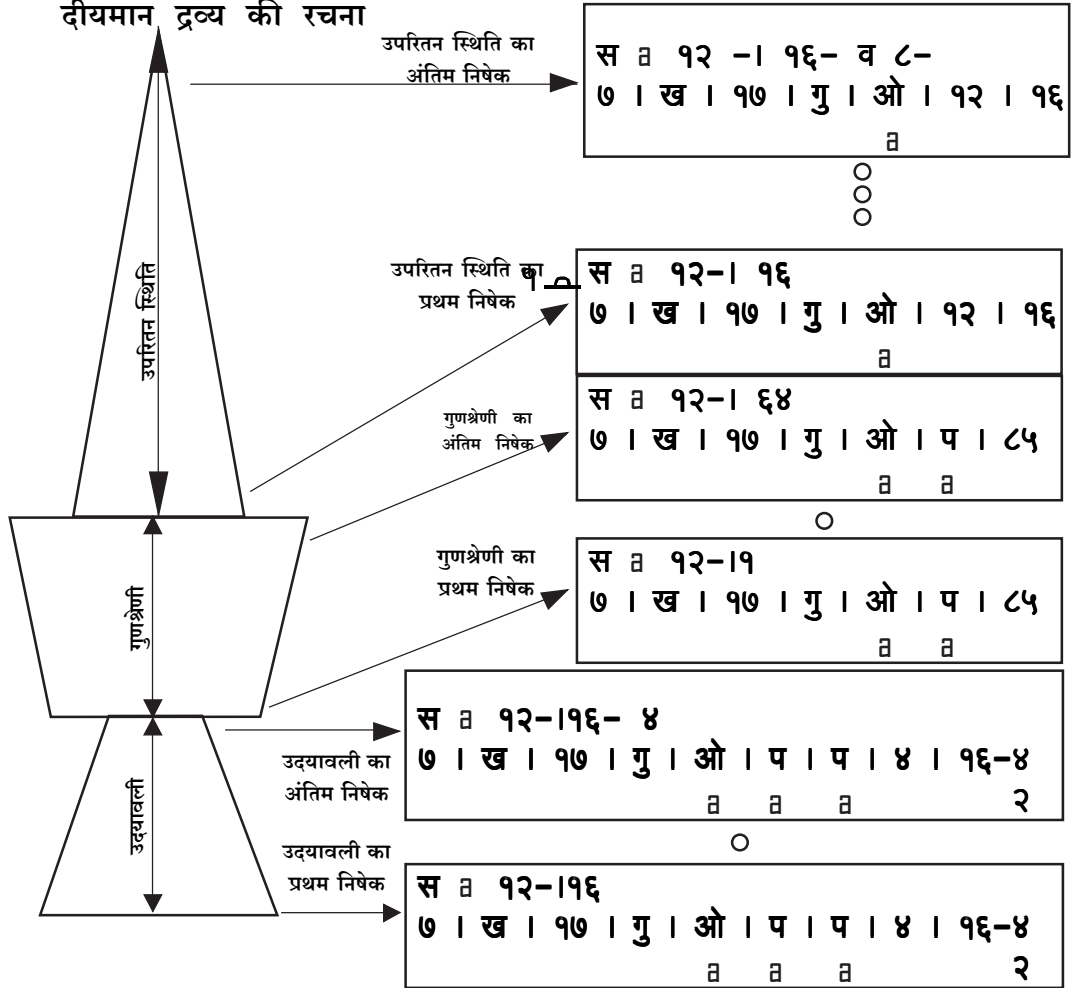 दीयमान द्रव्य की रचना
उपरितन स्थिति का
अंतिम निषेक
स a १२ -। १६- व ८-
७ । ख । १७ । गु । ओ । १२ । १६
a
उपरितन स्थिति
उपरितन स्थिति का
प्रथम निषेक
स a १२-। १६
७ । ख । १७ । गु । ओ । १२ । १६
a
गुणश्रेणी का
अंतिम निषेक
स a १२-। ६४
७ । ख । १७ । गु । ओ । प । ८५
a a
गुणश्रेणी
गुणश्रेणी का
प्रथम निषेक
स a १२-।१
७ । ख । १७ । गु । ओ । प । ८५
a a
उदयावली
उदयावली का
अंतिम निषेक
स a १२-।१६- ४
७ । ख । १७ । गु । ओ । प । प । ४ । १६-४
a a a २
उदयावली का
प्रथम निषेक
स a १२-।१६
७ । ख । १७ । गु । ओ । प । प । ४ । १६-४
a a a २